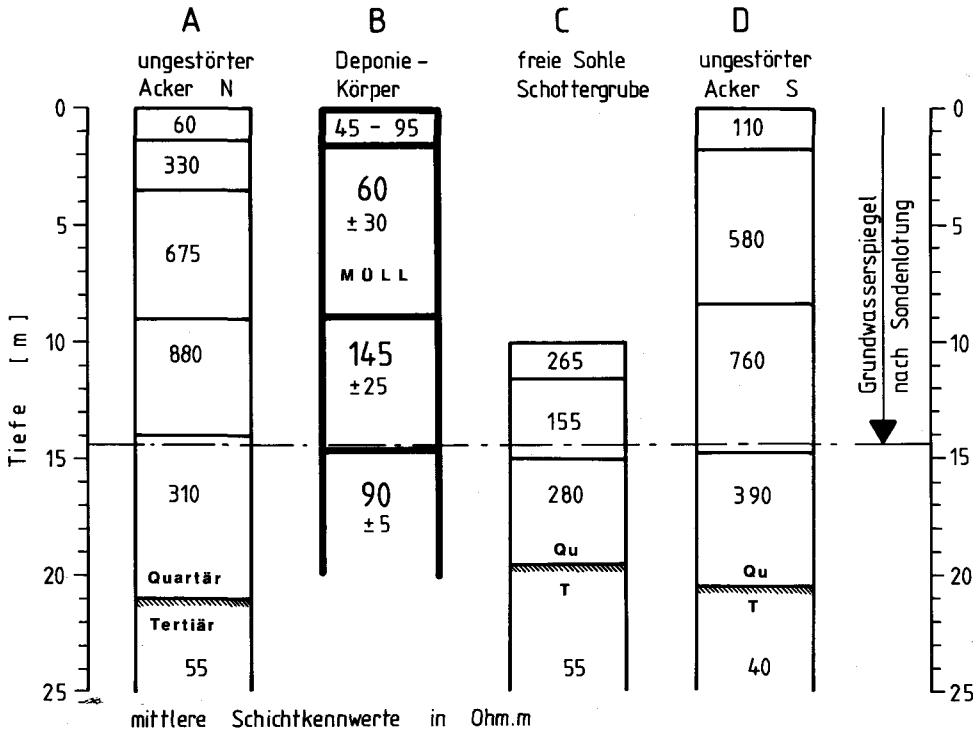 A B C D
ungestörter Deponie- freie Sohle ungestörter
Acker N Körper Schottergrube Acker S
0 0
60 45 - 95 110
330
60
±30
5 5
675 580
MÜLL
10 10
880 145 265 760
±25
155
15 15
310 90 280 390
±5
Qu
Quartär Qu
20 20
Tertiär T T
55 55 40
25 25
Tiefe [m]
Grundwasserspiegel
nach Sondenlotung
mittlere Schichtkennwerte in Ohm.m